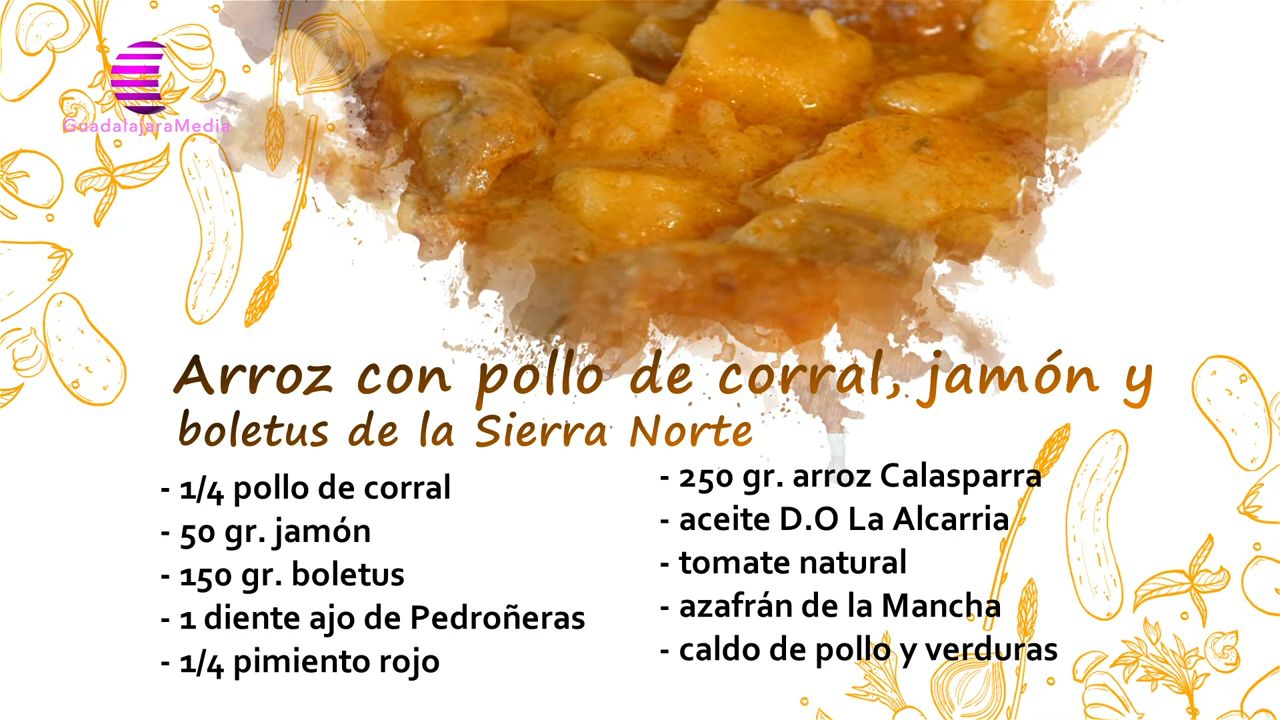 GuadalajaraMedia
Arroz con pollo de corral, jamón y
boletus de la Sierra Norte
- 1/4 pollo de corral
- 50 gr. jamón
- 150 gr. boletus
- 1 diente ajo de Pedroñeras
- 1/4 pimiento rojo
- 250 gr. arroz Calasparra
- aceite D.O La Alcarria
- tomate natural
- azafrán de la Mancha
- caldo de pollo y verduras